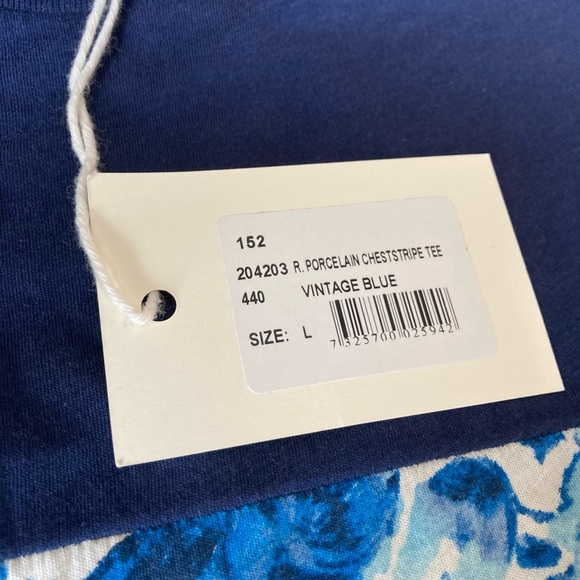 152
204203 R. PORCELAIN CHESTSTRIPE TEE
440 VINTAGE BLUE
SIZE: L
7 325700 025942